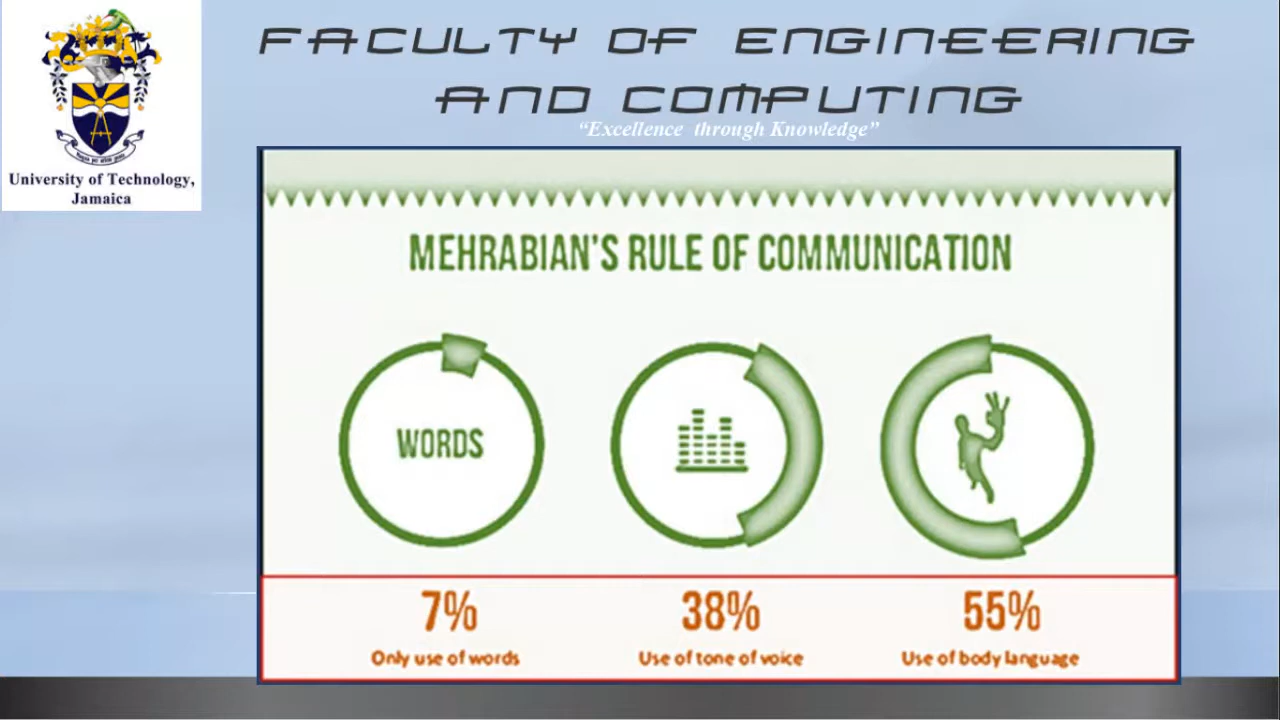 FACULTY OF ENGINEERING
AND COMPUTING
“Excellence through Knowledge”
University of Technology,
Jamaica
MEHRABIAN'S RULE OF COMMUNICATION
WORDS
7% 38% 55%
Only use of words Use of tone of voice Use of body language